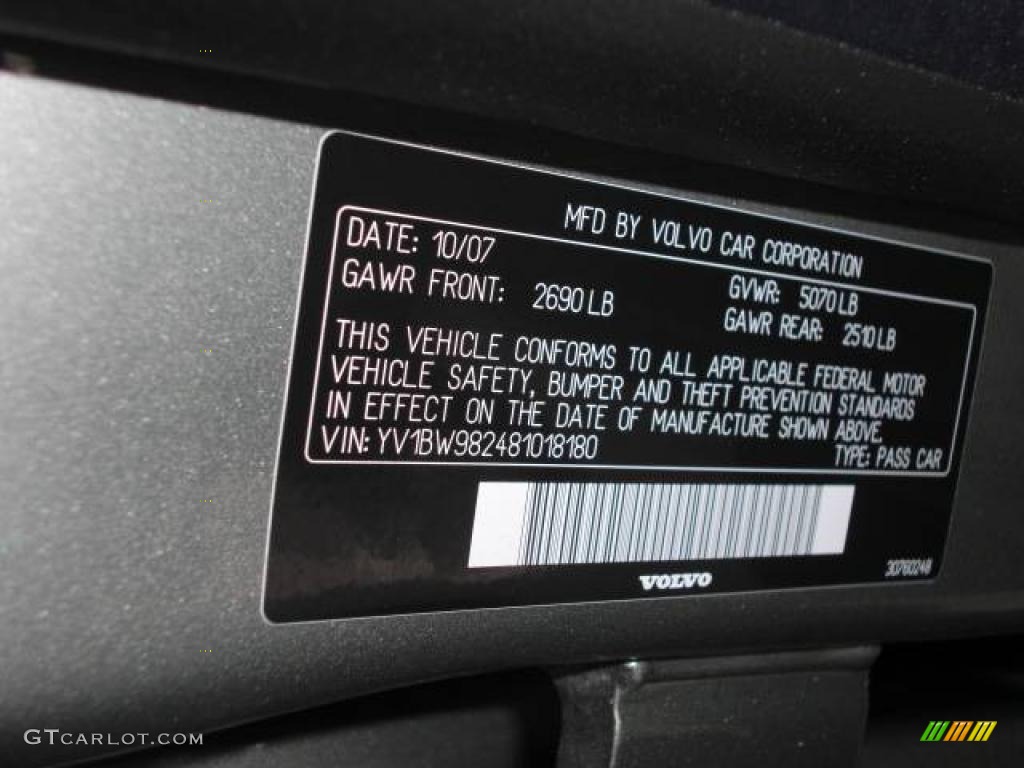 MFD BY VOLVO CAR CORPORATION
DATE: 10/07
GVWR: 5070 LB
GAWR FRONT: 2690 LB
GAWR REAR: 2510 LB
THIS VEHICLE CONFORMS TO ALL APPLICABLE FEDERAL MOTOR
VEHICLE SAFETY, BUMPER AND THEFT PREVENTION STANDARDS
IN EFFECT ON THE DATE OF MANUFACTURE SHOWN ABOVE.
VIN: YV1BW982481018180
TYPE: PASS CAR
VOLVO
30760248
GTCARLOT.COM